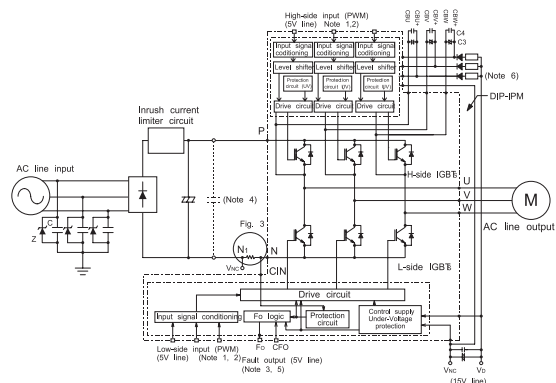 High-side input (PWM)
(5V line) Note 1,2)
CBU
CBU+
CBV
CBV+
CBW
CBW+
C4
C3
Input signal coditioning
Input signal coditioning
Input signal conditioning
Level shifter
Level shifter
Level shifter
Protection circuit (UV)
Protection circuit (UV)
Protection circuit (UV)
(Note 6)
Drive circuit
Drive circuit
Drive circuit
DIP-IPM
Inrush current
limiter circuit
P
AC line input
H-side IGBTS
U
V
W
M
AC line output
(Note 4)
C
Z
Fig. 3
N1
N
VNC
CIN
L-side IGBTS
Drive circuit
Input signal conditioning
Fo logic
Protection
circuit
Control supply
Under-Voltage
protection
Low-side input (PWM)
(5V line) (Note 1, 2)
FO
CFO
Fault output (5V line)
(Note 3, 5)
VNC
VD
(15V line)